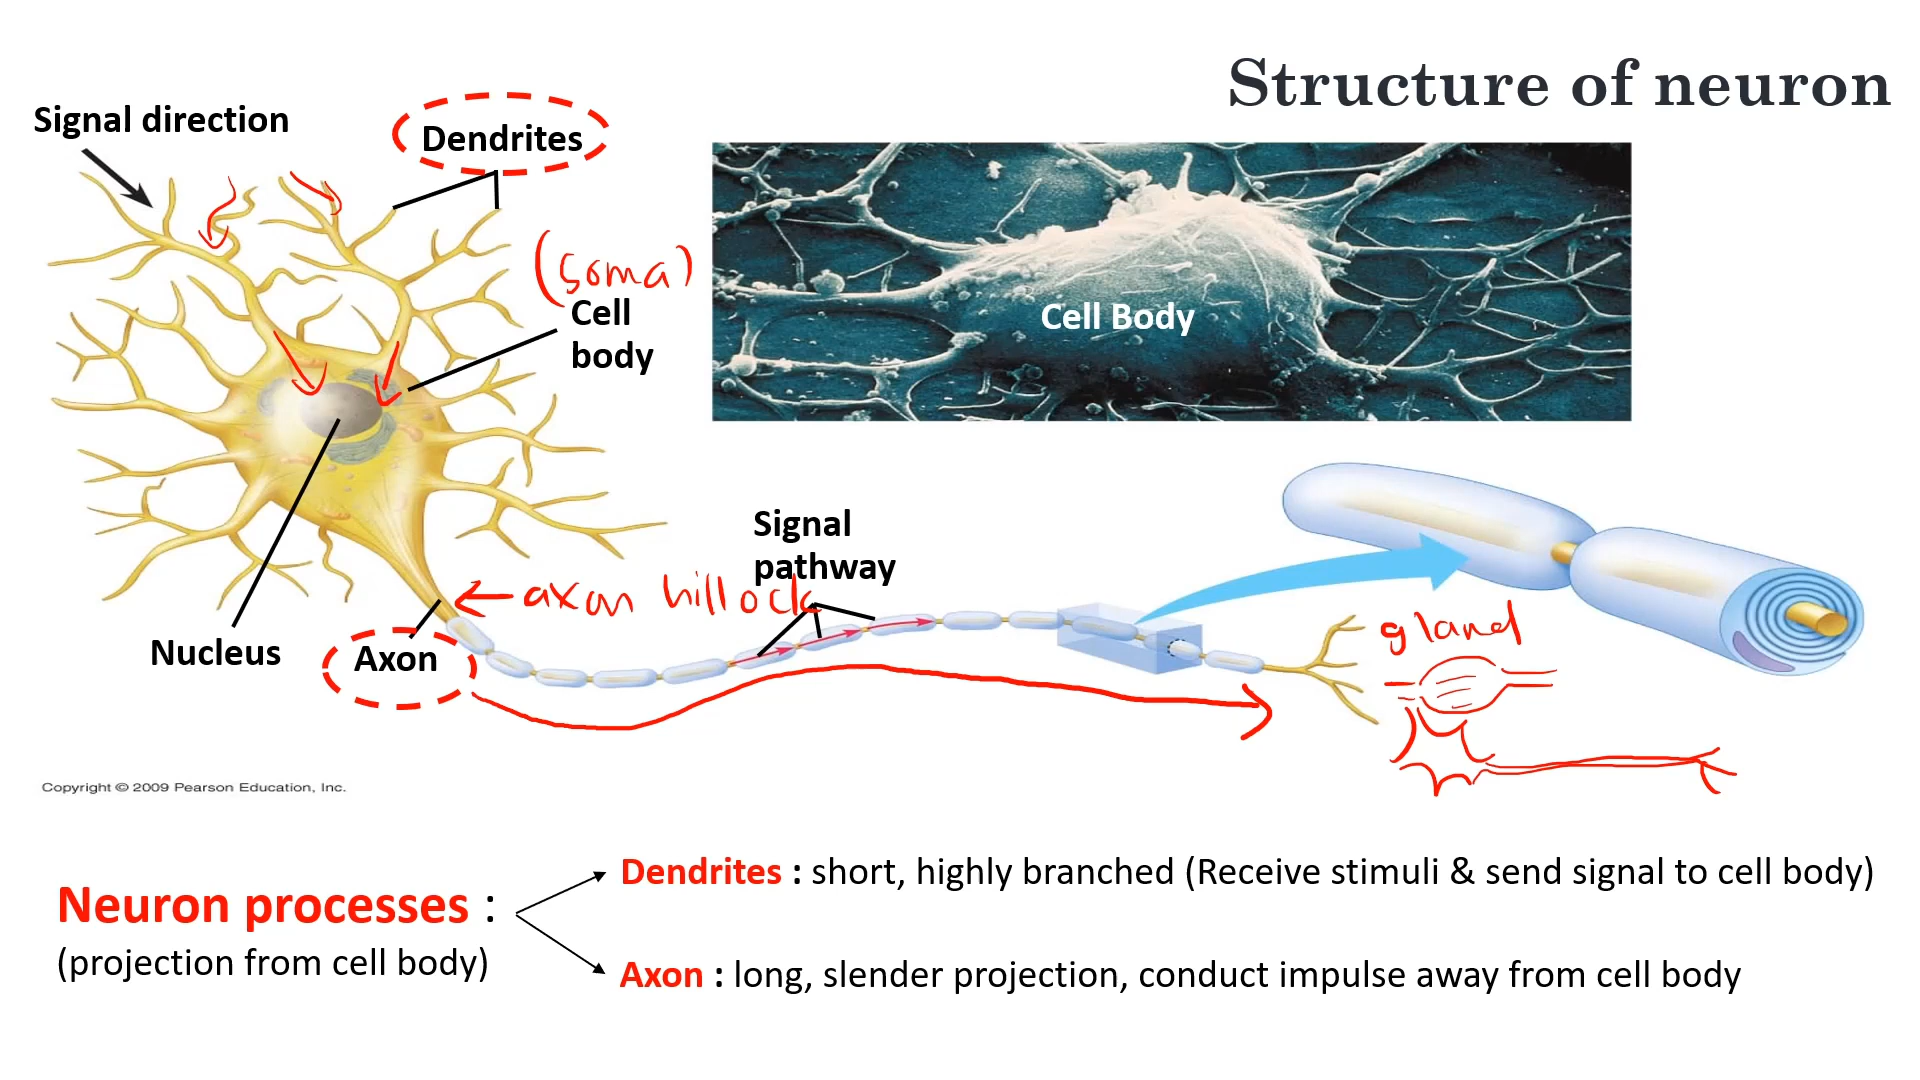 Structure of neuron
Signal direction
Dendrites
(soma)
Cell
body
Cell Body
Signal
pathway
axon hillock
Nucleus
Axon
gland
Copyright © 2009 Pearson Education, Inc.
Dendrites : short, highly branched (Receive stimuli & send signal to cell body)
Neuron processes :
(projection from cell body)
Axon : long, slender projection, conduct impulse away from cell body